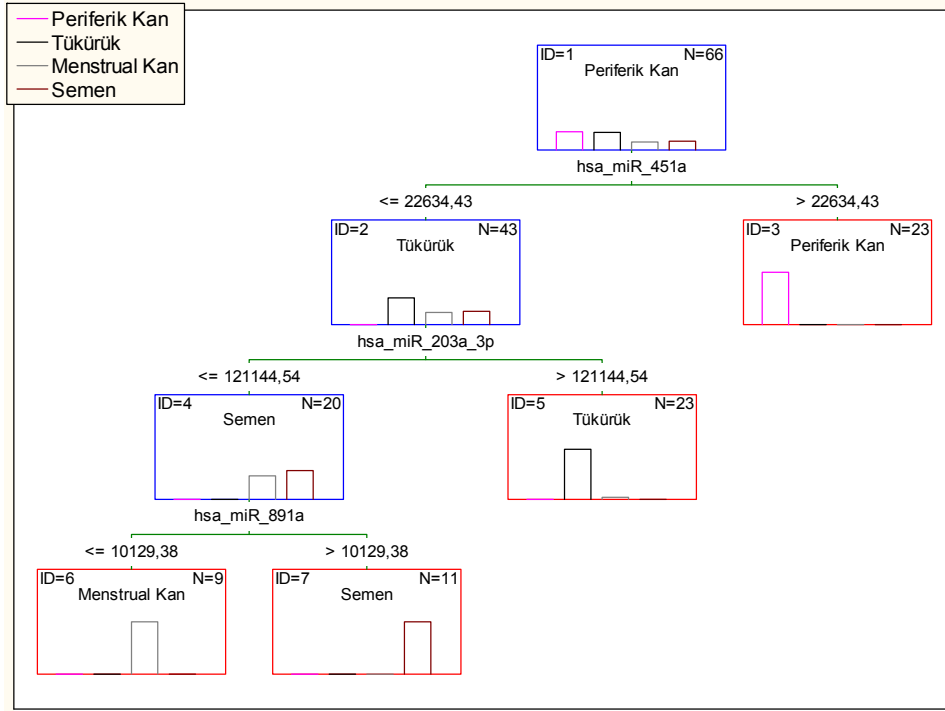 Periferik Kan
Tükürük
Menstrual Kan
Semen
ID=1 N=66
Periferik Kan
hsa_miR_451a
<= 22634,43 > 22634,43
ID=2 N=43
Tükürük
ID=3 N=23
Periferik Kan
hsa_miR_203a_3p
<= 121144,54 > 121144,54
ID=4 N=20
Semen
ID=5 N=23
Tükürük
hsa_miR_891a
<= 10129,38 > 10129,38
ID=6 N=9
Menstrual Kan
ID=7 N=11
Semen